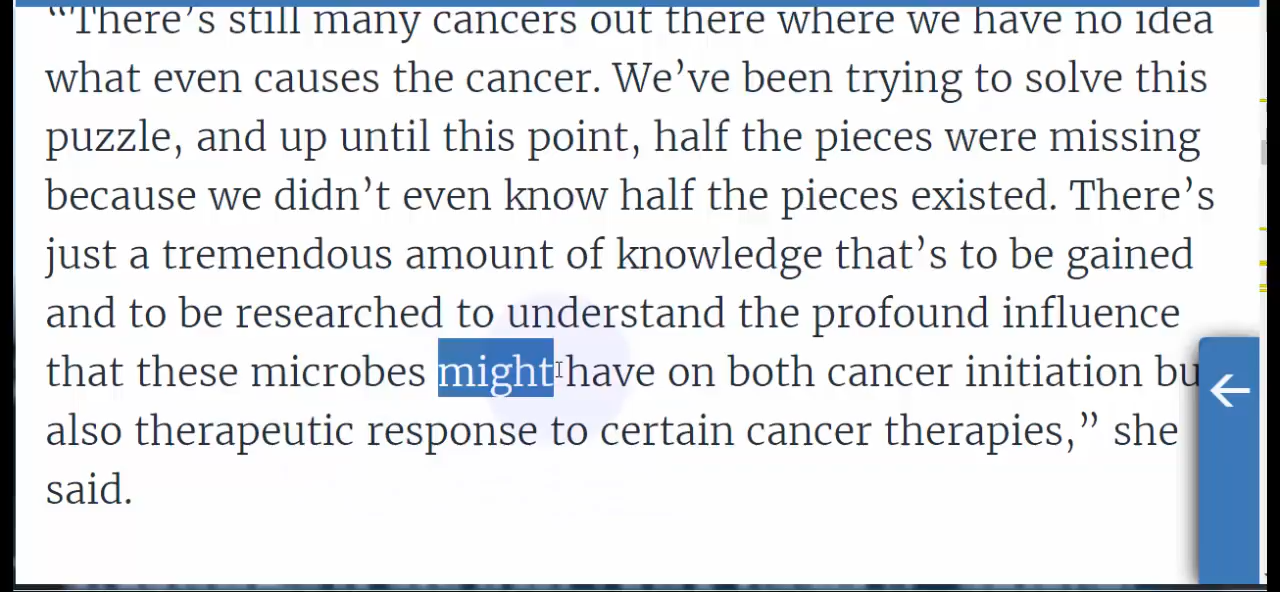 “There’s still many cancers out there where we have no idea
what even causes the cancer. We’ve been trying to solve this
puzzle, and up until this point, half the pieces were missing
because we didn’t even know half the pieces existed. There’s
just a tremendous amount of knowledge that’s to be gained
and to be researched to understand the profound influence
that these microbes might have on both cancer initiation bu
also therapeutic response to certain cancer therapies,” she
said.